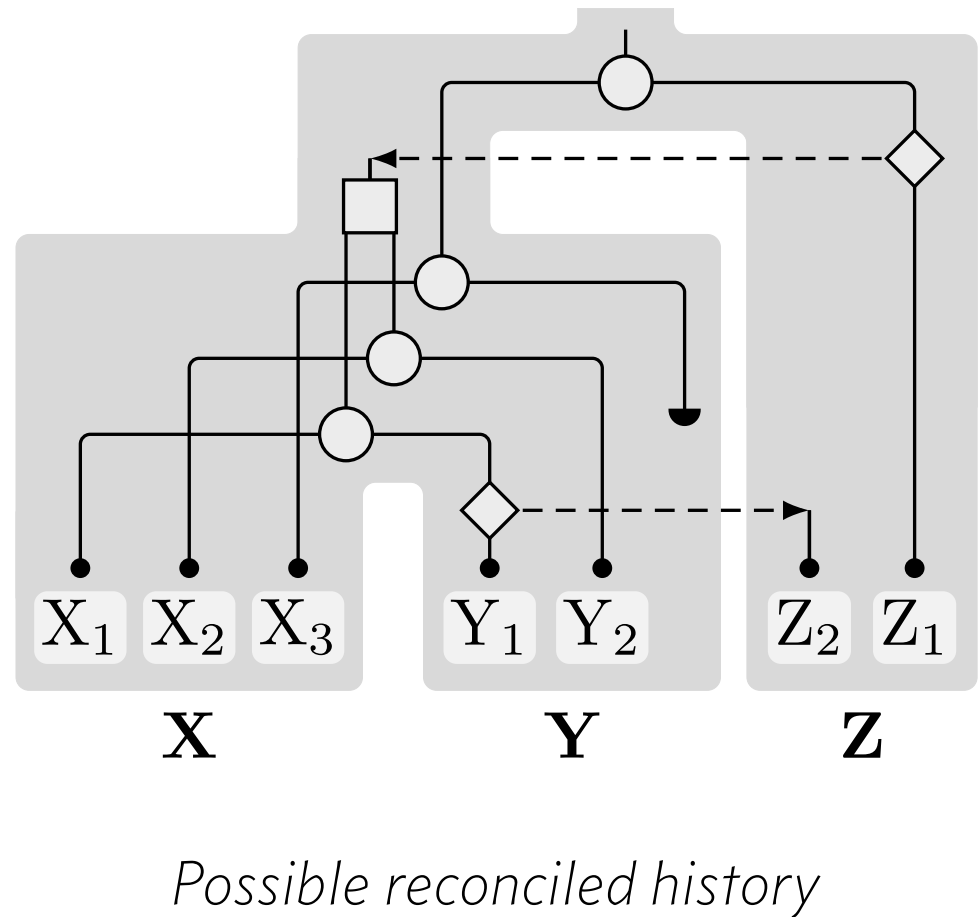 X₁ X₂ X₃ Y₁ Y₂ Z₂ Z₁
X Y Z
Possible reconciled history